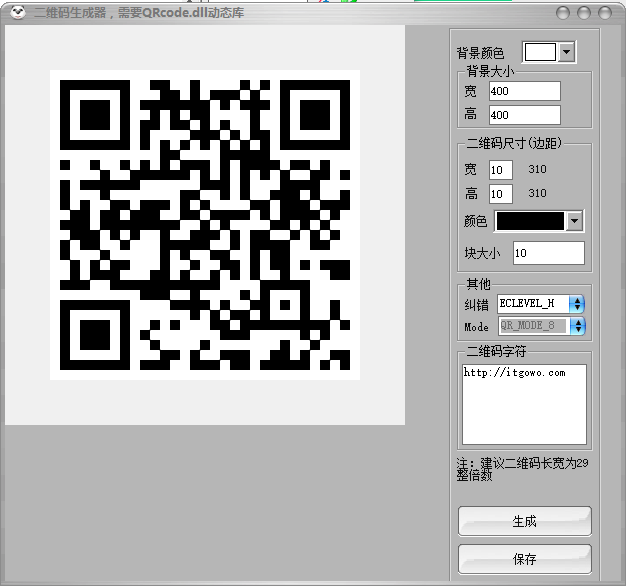 二维码生成器，需要QRcode.dll动态库
背景颜色
背景大小
宽 400
高 400
二维码尺寸(边距)
宽 10 310
高 10 310
颜色
块大小 10
其他
纠错 ECLEVEL_H
Mode QR_MODE_8
二维码字符
http://itgowo.com
注：建议二维码长宽为29
整倍数
生成
保存